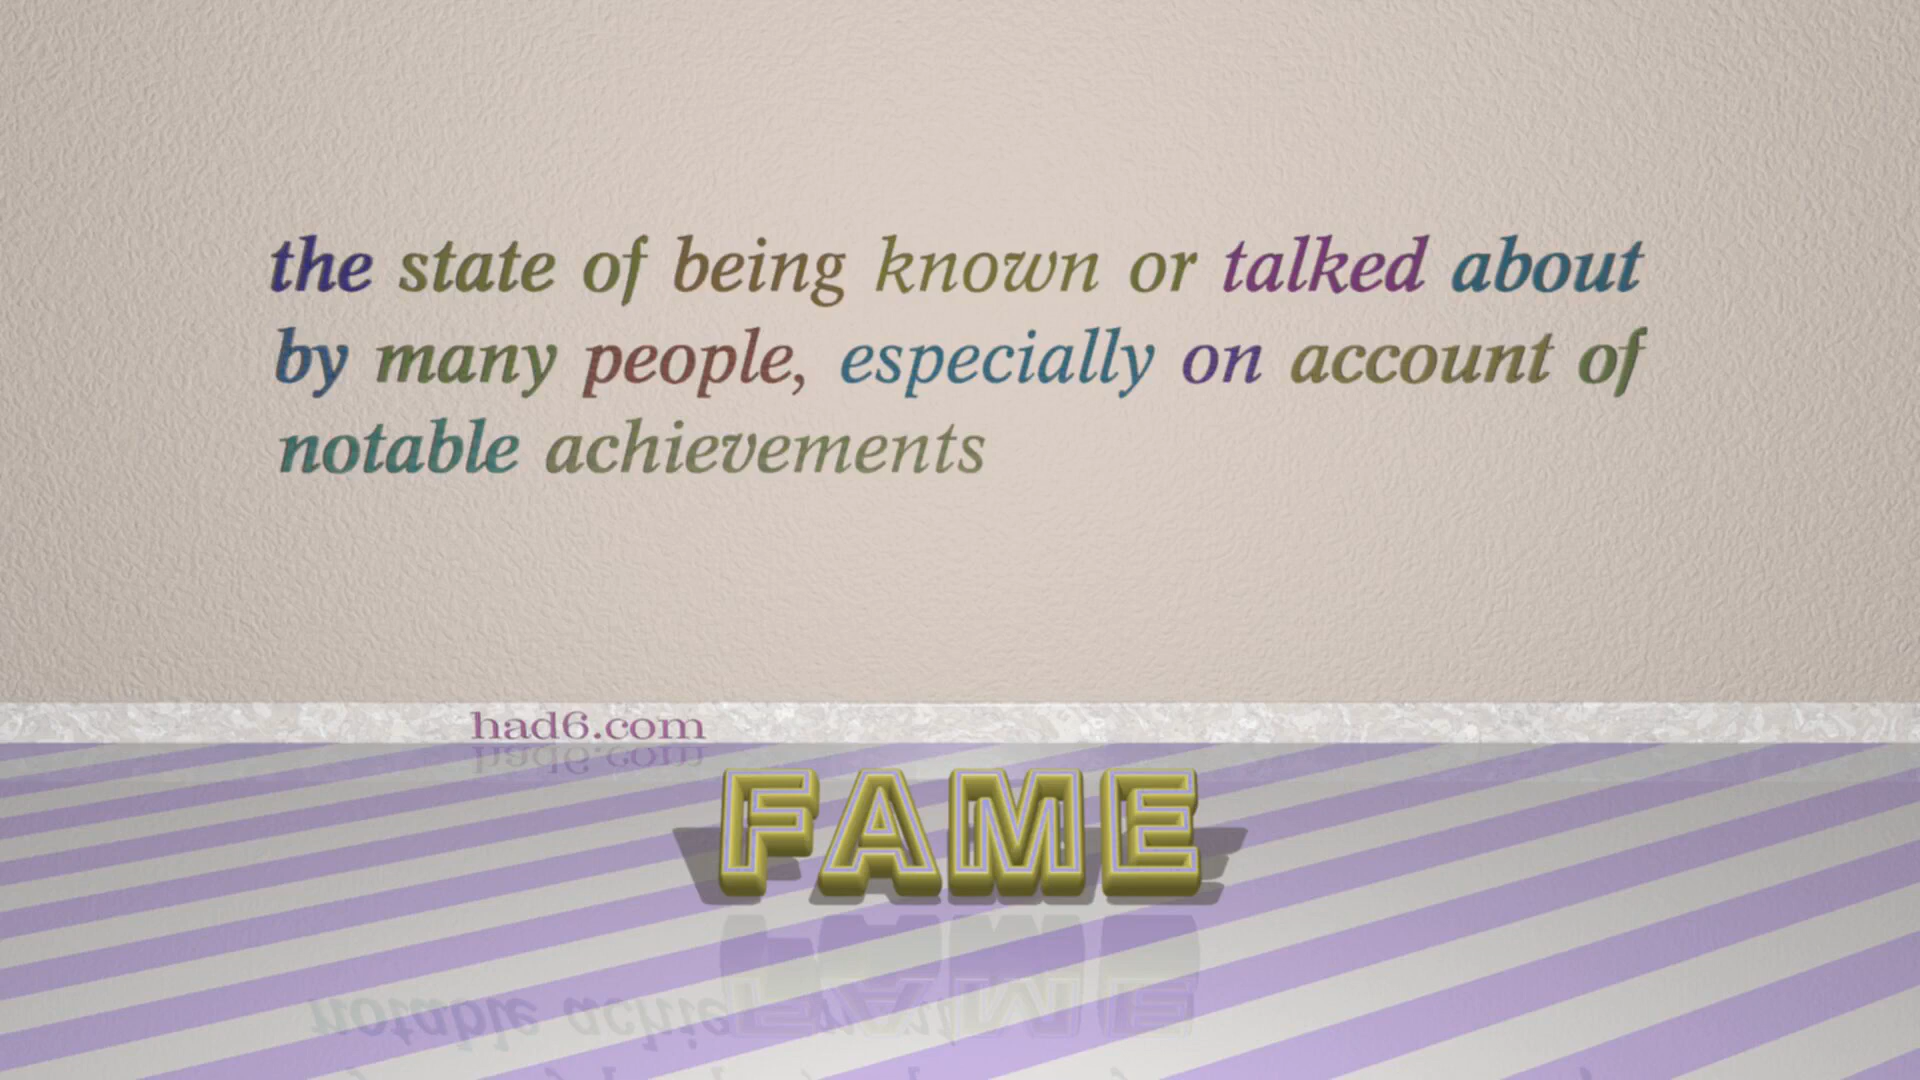 the state of being known or talked about
by many people, especially on account of
notable achievements
had6.com
FAME